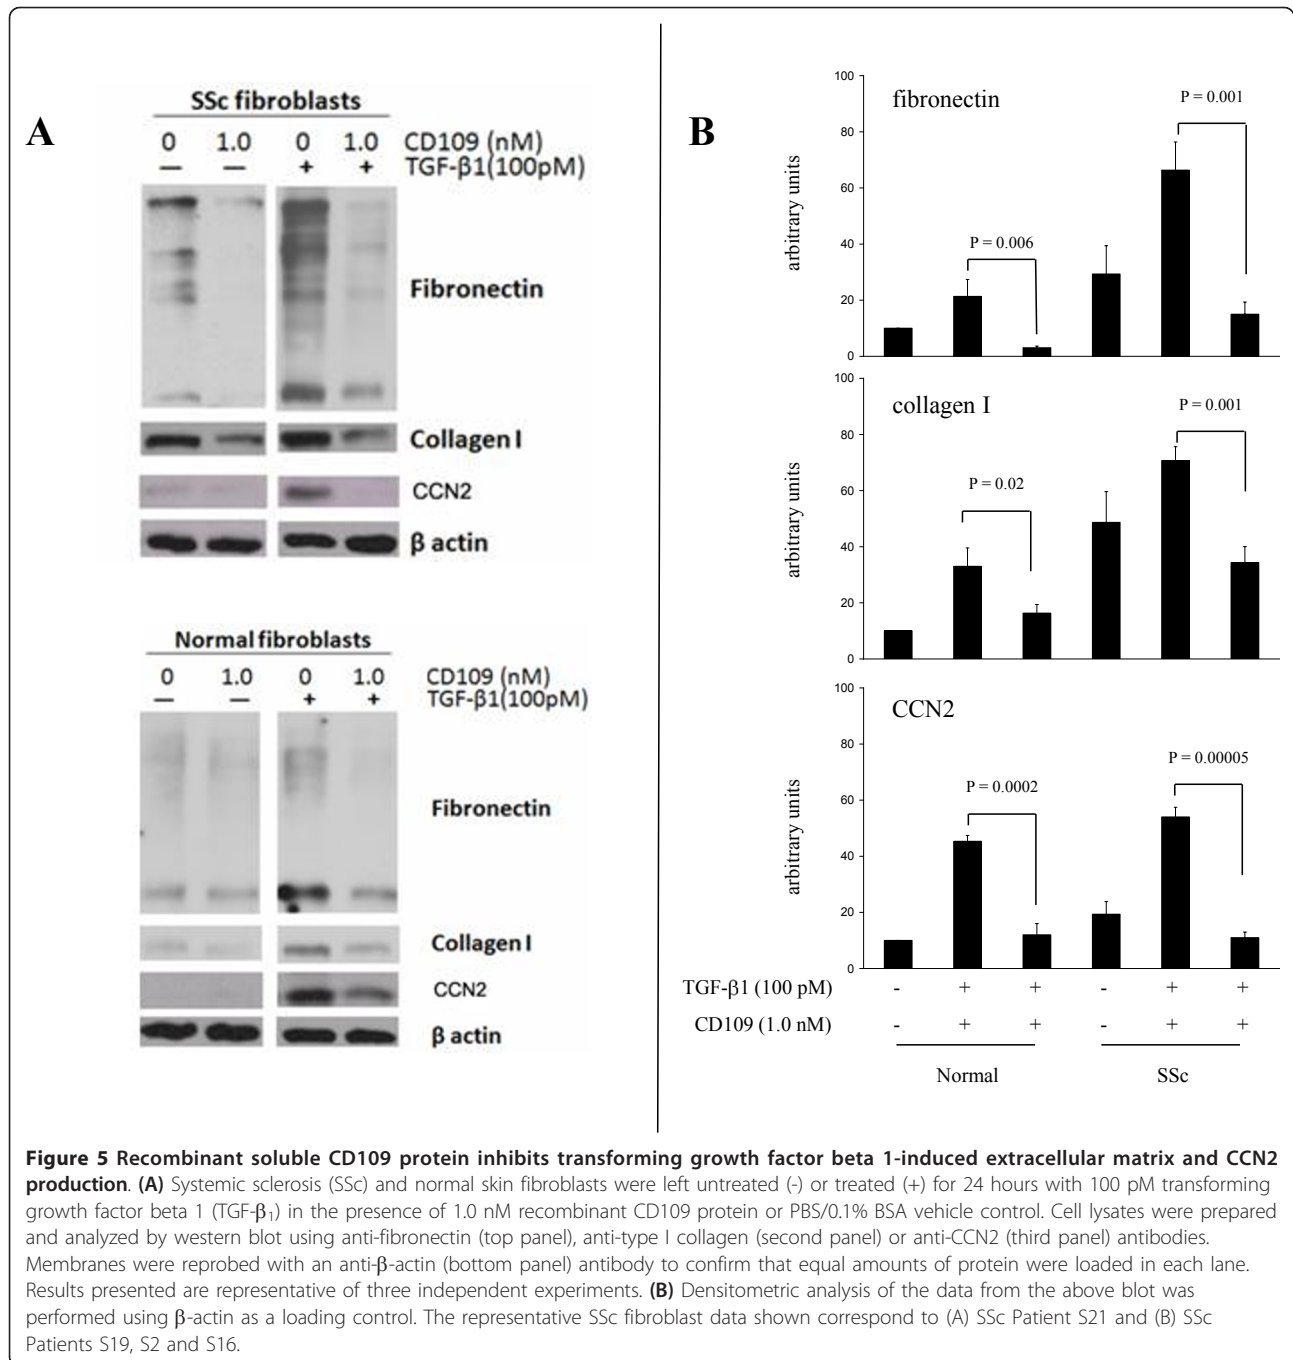 A
SSc fibroblasts
0 1.0 0 1.0 CD109 (nM)
— — + + TGF-β1(100pM)
Fibronectin
Collagen I
CCN2
β actin
Normal fibroblasts
0 1.0 0 1.0 CD109 (nM)
— — + + TGF-β1(100pM)
Fibronectin
Collagen I
CCN2
β actin
B
fibronectin
arbitrary units
100
80
60
40
20
0
P = 0.006
P = 0.001
collagen I
arbitrary units
100
80
60
40
20
0
P = 0.02
P = 0.001
CCN2
arbitrary units
100
80
60
40
20
0
P = 0.0002
P = 0.00005
TGF-β1 (100 pM) - + + - + +
CD109 (1.0 nM) - + + - + +
Normal SSc
Figure 5 Recombinant soluble CD109 protein inhibits transforming growth factor beta 1-induced extracellular matrix and CCN2
production. (A) Systemic sclerosis (SSc) and normal skin fibroblasts were left untreated (-) or treated (+) for 24 hours with 100 pM transforming
growth factor beta 1 (TGF-β₁) in the presence of 1.0 nM recombinant CD109 protein or PBS/0.1% BSA vehicle control. Cell lysates were prepared
and analyzed by western blot using anti-fibronectin (top panel), anti-type I collagen (second panel) or anti-CCN2 (third panel) antibodies.
Membranes were reprobed with an anti-β-actin (bottom panel) antibody to confirm that equal amounts of protein were loaded in each lane.
Results presented are representative of three independent experiments. (B) Densitometric analysis of the data from the above blot was
performed using β-actin as a loading control. The representative SSc fibroblast data shown correspond to (A) SSc Patient S21 and (B) SSc
Patients S19, S2 and S16.